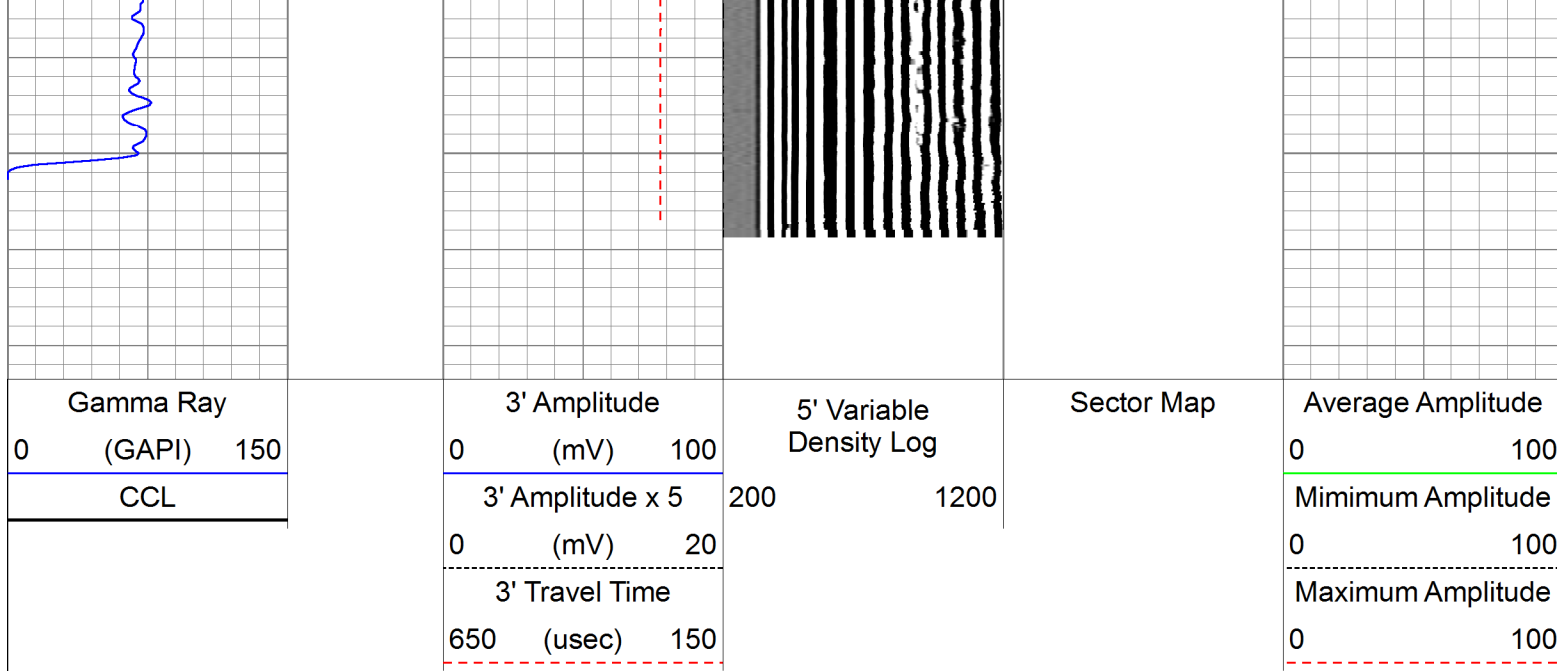 Gamma Ray
0 (GAPI) 150
CCL
3' Amplitude
0 (mV) 100
3' Amplitude x 5
0 (mV) 20
3' Travel Time
650 (usec) 150
5' Variable
Density Log
200 1200
Sector Map
Average Amplitude
0 100
Mimimum Amplitude
0 100
Maximum Amplitude
0 100